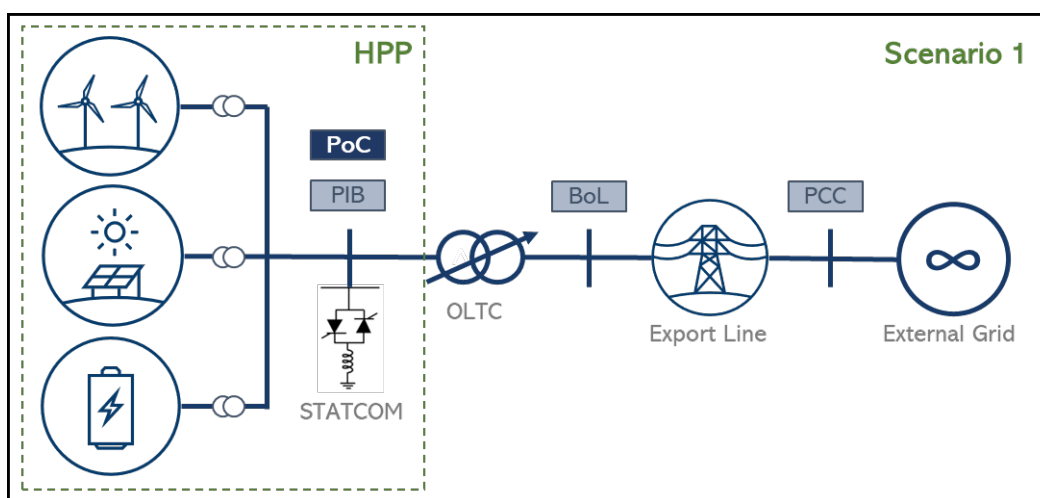 HPP
Scenario 1
PoC
PIB
BoL
PCC
OLTC
Export Line
External Grid
STATCOM